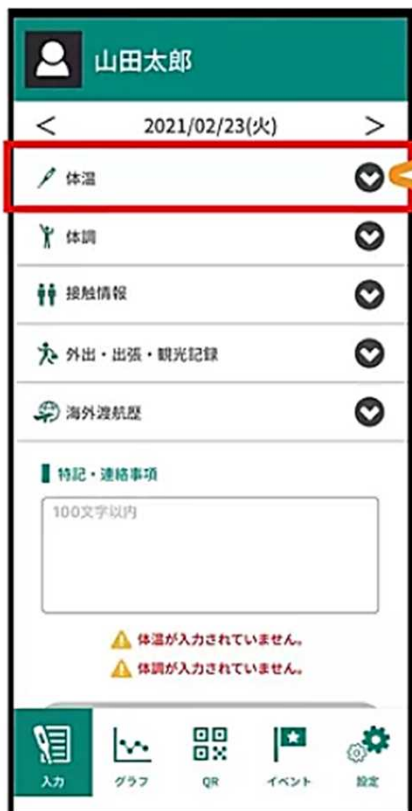 山田太郎
< 2021/02/23(火) >
体温
体調
接触情報
外出・出張・観光記録
海外渡航歴
特記・連絡事項
100文字以内
体温が入力されていません。
体調が入力されていません。
入力 グラフ QR イベント 設定